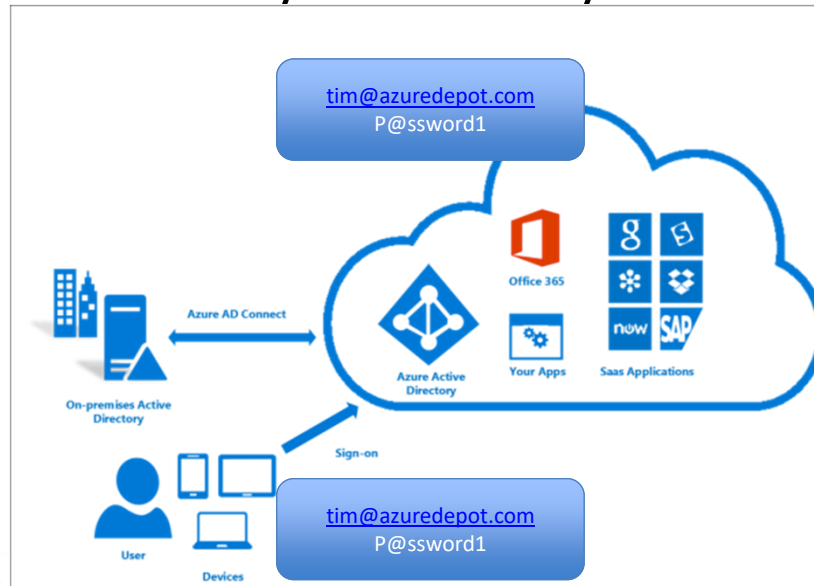 tim@azuredepot.com
P@ssword1
Office 365
g
now
SAP
Azure AD Connect
Azure Active
Directory
Your Apps
Saas Applications
On-premises Active
Directory
Sign-on
tim@azuredepot.com
P@ssword1
User
Devices